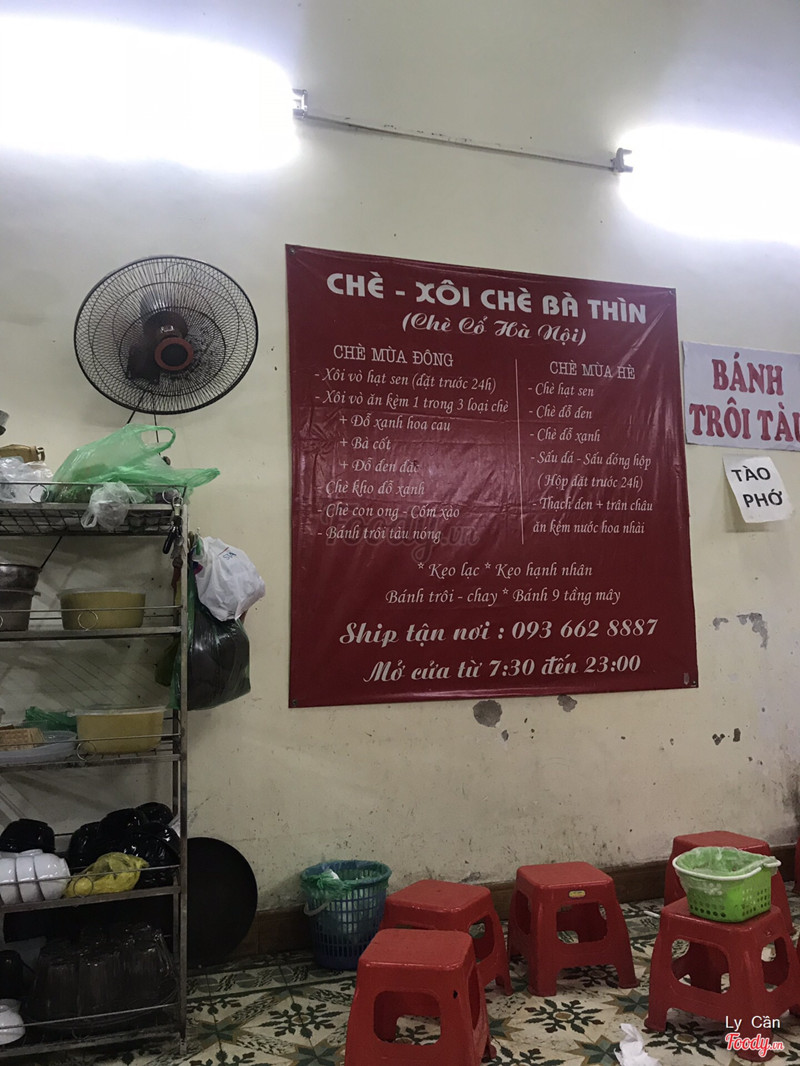 CHÈ - XÔI CHÈ BÀ THÌN
(Chè Cổ Hà Nội)
CHÈ MÙA ĐÔNG
- Xôi vò hạt sen (đặt trước 24h)
- Xôi vò ăn kèm 1 trong 3 loại chè
+ Đỗ xanh hoa cau
+ Bà cốt
+ Đỗ đen đặc
- Chè kho đỗ xanh
- Chè con ong - Cốm xào
- Bánh trôi tàu nóng
CHÈ MÙA HÈ
- Chè hạt sen
- Chè đỗ đen
- Chè đỗ xanh
- Sấu dá - Sấu đóng hộp
(Hộp đặt trước 24h)
- Thạch đen + trân châu
ăn kèm nước hoa nhài
* Kẹo lạc * Kẹo hạnh nhân
Bánh trôi - chay * Bánh 9 tầng mây
Ship tận nơi : 093 662 8887
Mở cửa từ 7:30 đến 23:00
BÁNH
TRÔI TÀU
TÀO
PHỚ
Foody.vn
Ly Cần
Foody.vn